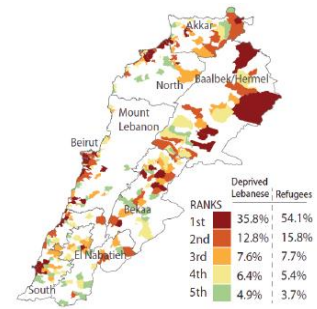 Akkar
Baalbek/Hermel
North
Mount
Lebanon
Beirut
Bekaa
El Nabatieh
South
Deprived
RANKS Lebanese Refugees
1st 35.8% 54.1%
2nd 12.8% 15.8%
3rd 7.6% 7.7%
4th 6.4% 5.4%
5th 4.9% 3.7%